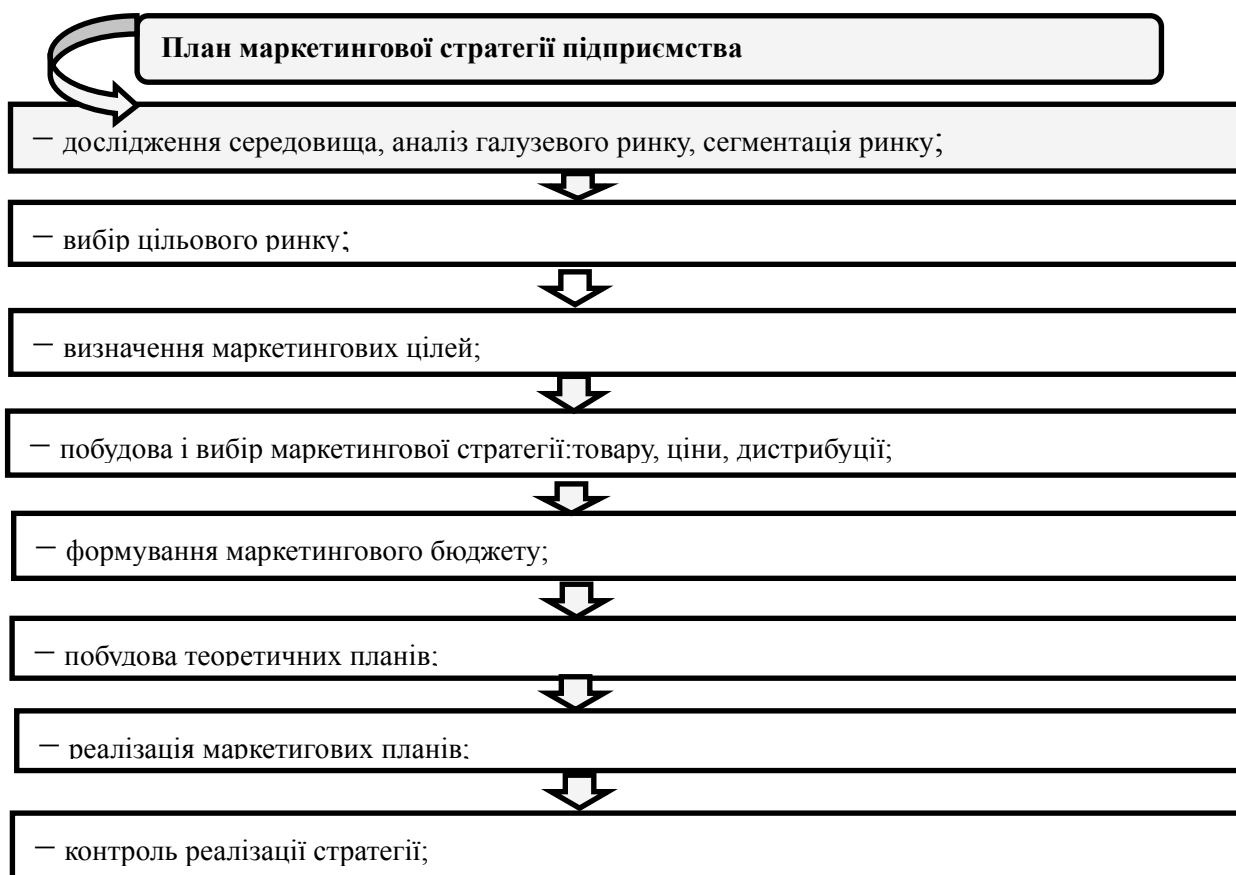 План маркетингової стратегії підприємства
— дослідження середовища, аналіз галузевого ринку, сегментація ринку;
— вибір цільового ринку;
— визначення маркетингових цілей;
— побудова і вибір маркетингової стратегії:товару, ціни, дистрибуції;
— формування маркетингового бюджету;
— побудова теоретичних планів;
— реалізація маркетигових планів;
— контроль реалізації стратегії;